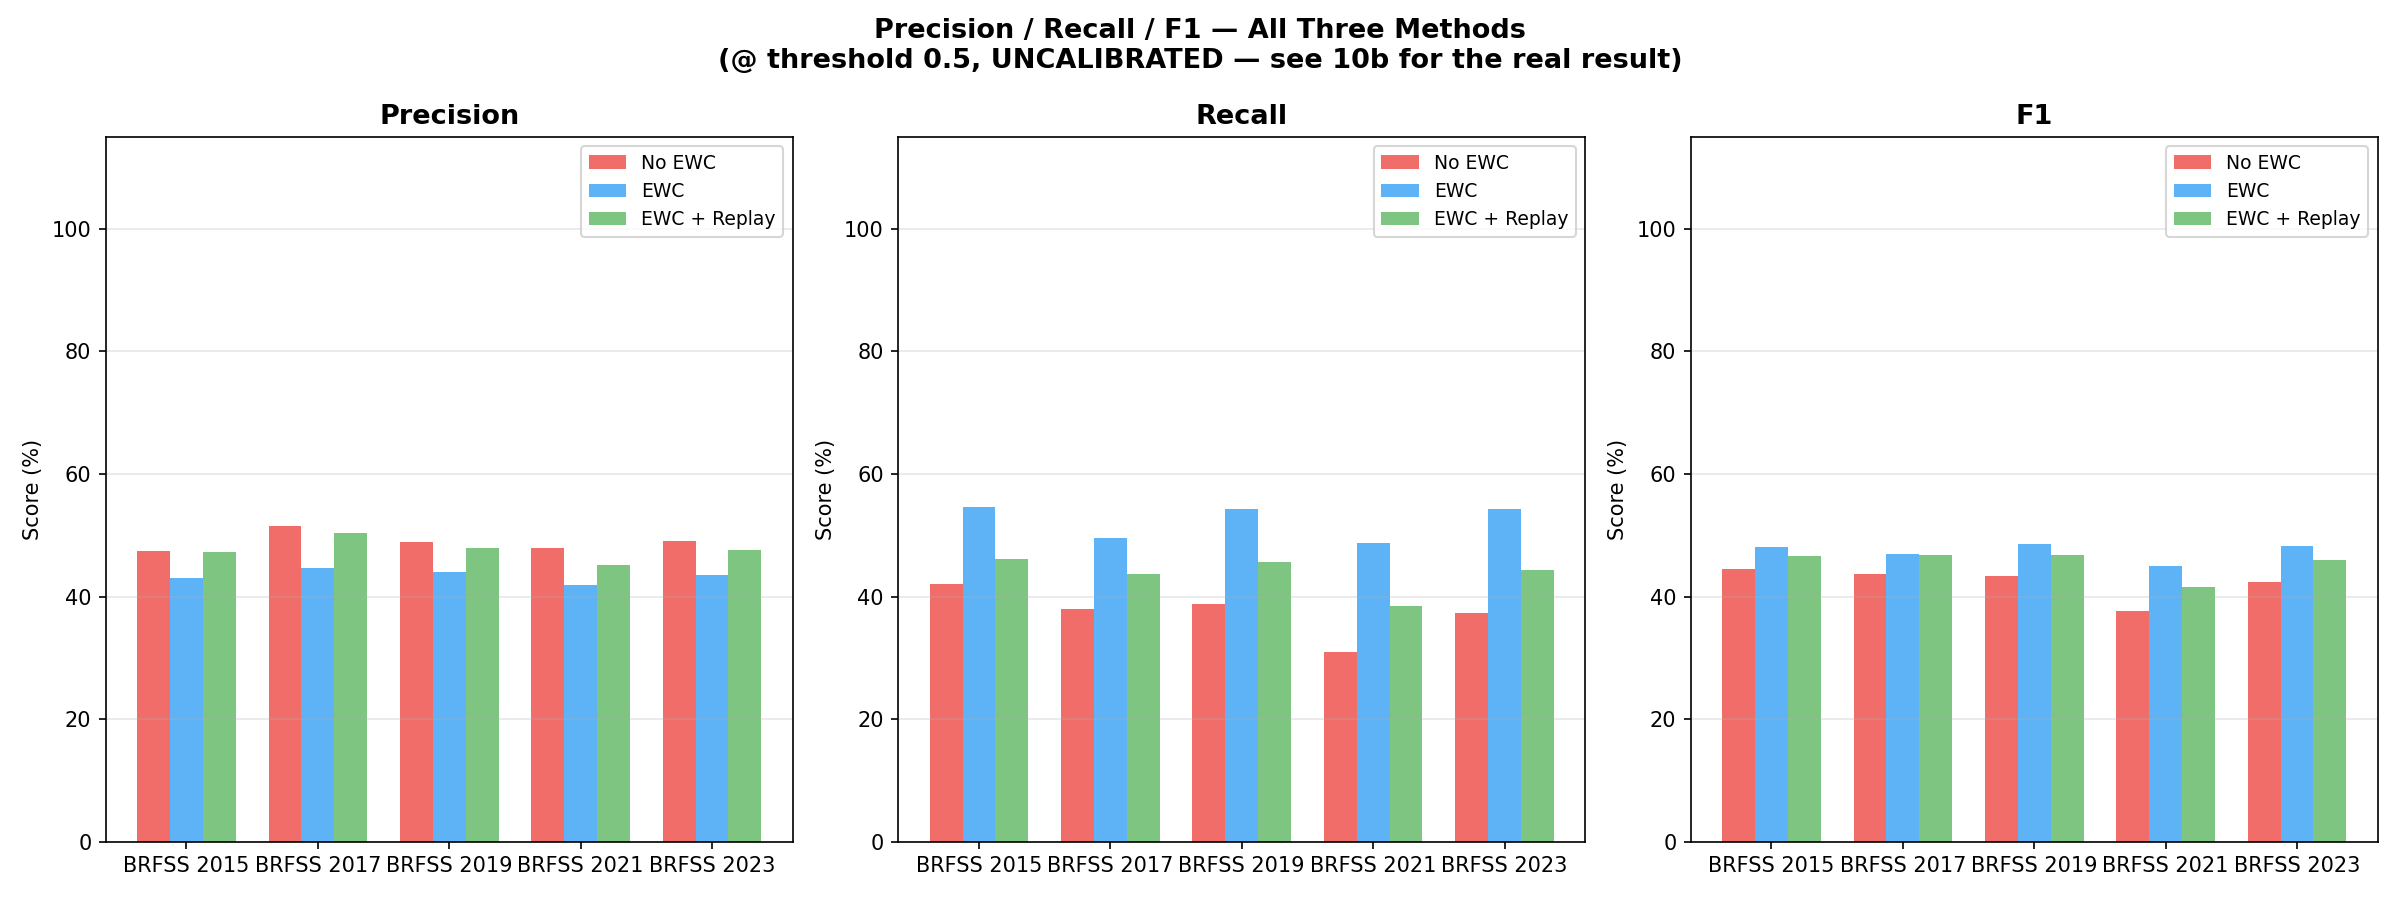 Precision / Recall / F1 — All Three Methods
(@ threshold 0.5, UNCALIBRATED — see 10b for the real result)
Precision
No EWC
EWC
EWC + Replay
Score (%)
100
80
60
40
20
0
BRFSS 2015 BRFSS 2017 BRFSS 2019 BRFSS 2021 BRFSS 2023
Recall
No EWC
EWC
EWC + Replay
Score (%)
100
80
60
40
20
0
BRFSS 2015 BRFSS 2017 BRFSS 2019 BRFSS 2021 BRFSS 2023
F1
No EWC
EWC
EWC + Replay
Score (%)
100
80
60
40
20
0
BRFSS 2015 BRFSS 2017 BRFSS 2019 BRFSS 2021 BRFSS 2023